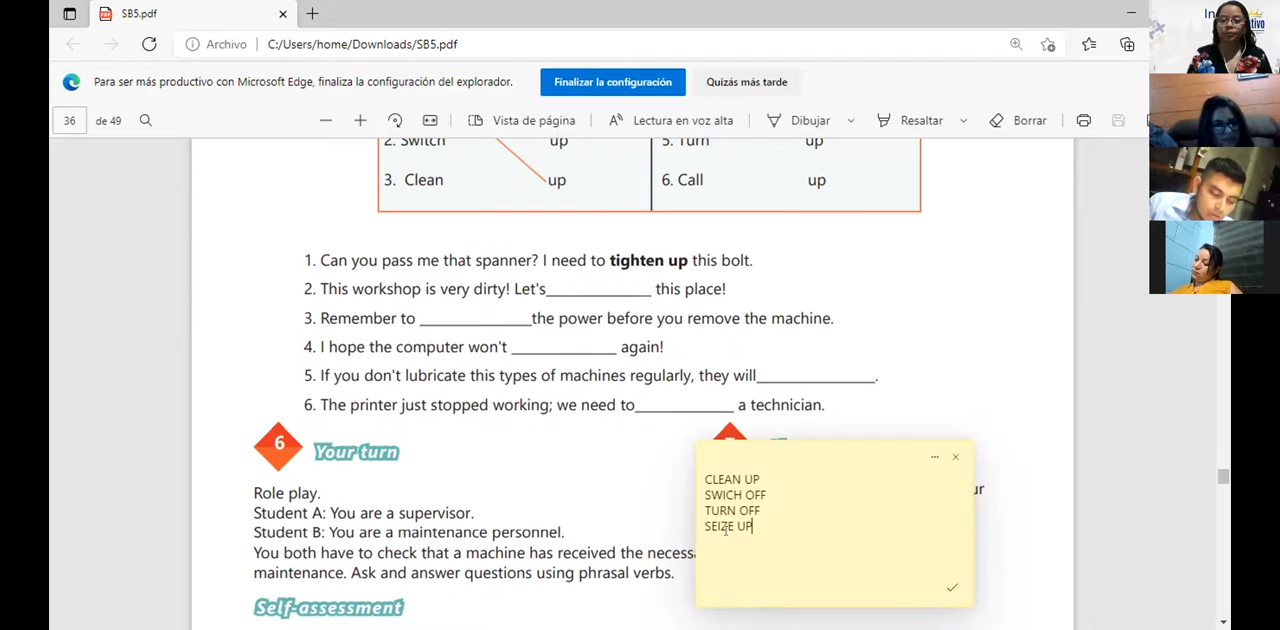 SB5.pdf
Archivo C:/Users/home/Downloads/SB5.pdf
Para ser más productivo con Microsoft Edge, finaliza la configuración del explorador. Finalizar la configuración Quizás más tarde
36 de 49 Vista de página Lectura en voz alta Dibujar Resaltar Borrar
2. Switch up 5. Turn up
3. Clean up 6. Call up
1. Can you pass me that spanner? I need to tighten up this bolt.
2. This workshop is very dirty! Let's____________ this place!
3. Remember to ____________the power before you remove the machine.
4. I hope the computer won't ____________ again!
5. If you don't lubricate this types of machines regularly, they will____________.
6. The printer just stopped working; we need to____________ a technician.
6 Your turn
Role play.
Student A: You are a supervisor.
Student B: You are a maintenance personnel.
You both have to check that a machine has received the necessa
maintenance. Ask and answer questions using phrasal verbs.
Self-assessment
ur
CLEAN UP
SWICH OFF
TURN OFF
SEIZE UP